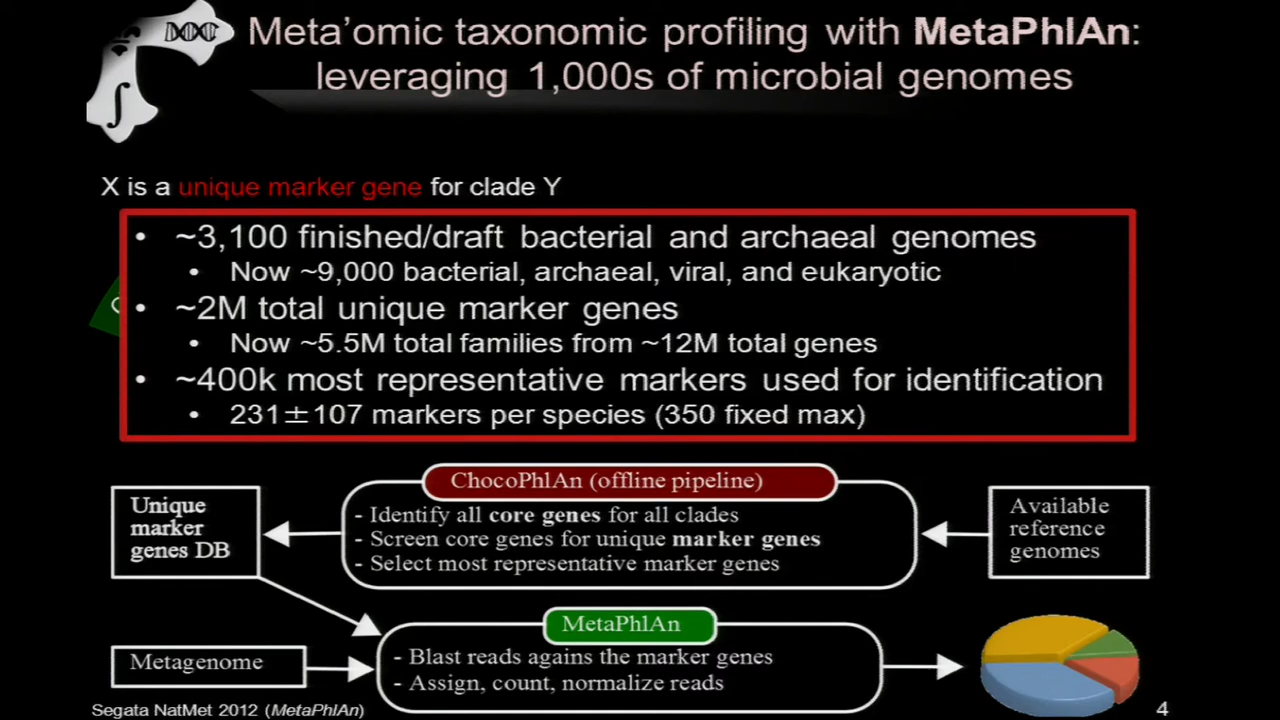 Meta'omic taxonomic profiling with MetaPhlAn:
leveraging 1,000s of microbial genomes
X is a unique marker gene for clade Y
• ~3,100 finished/draft bacterial and archaeal genomes
• Now ~9,000 bacterial, archaeal, viral, and eukaryotic
• ~2M total unique marker genes
• Now ~5.5M total families from ~12M total genes
• ~400k most representative markers used for identification
• 231±107 markers per species (350 fixed max)
ChocoPhlAn (offline pipeline)
- Identify all core genes for all clades
- Screen core genes for unique marker genes
- Select most representative marker genes
Unique
marker
genes DB
Available
reference
genomes
MetaPhlAn
- Blast reads agains the marker genes
- Assign, count, normalize reads
Metagenome
Segata NatMet 2012 (MetaPhlAn)
4